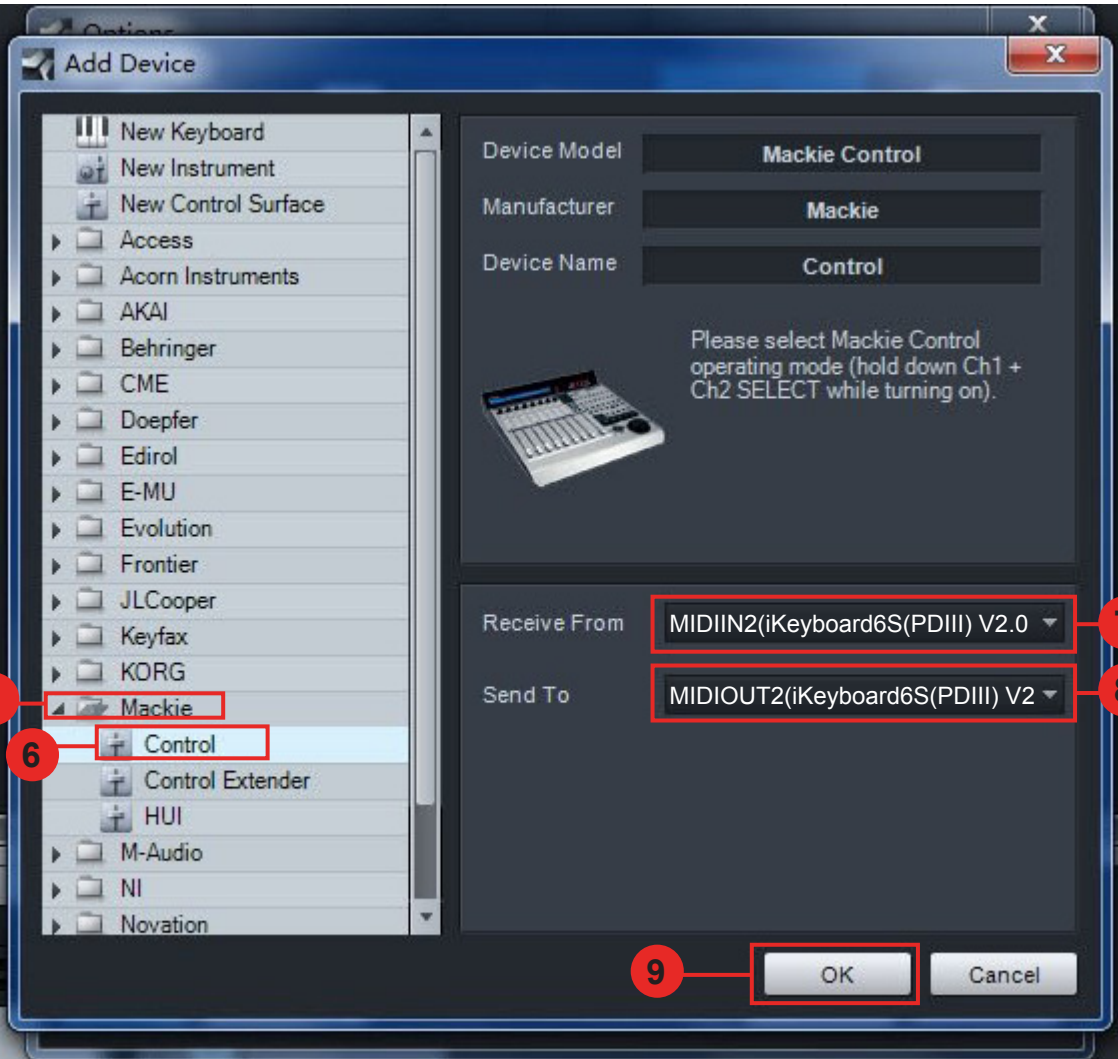 Options
Add Device
New Keyboard
New Instrument
New Control Surface
Access
Acorn Instruments
AKAI
Behringer
CME
Doepfer
Edirol
E-MU
Evolution
Frontier
JLCooper
Keyfax
KORG
Mackie
6
Control
Control Extender
HUI
M-Audio
NI
Novation
Device Model
Mackie Control
Manufacturer
Mackie
Device Name
Control
Please select Mackie Control
operating mode (hold down Ch1 +
Ch2 SELECT while turning on).
Receive From
MIDIIN2(iKeyboard6S(PDIII) V2.0
Send To
MIDIOUT2(iKeyboard6S(PDIII) V2
8
9
OK
Cancel